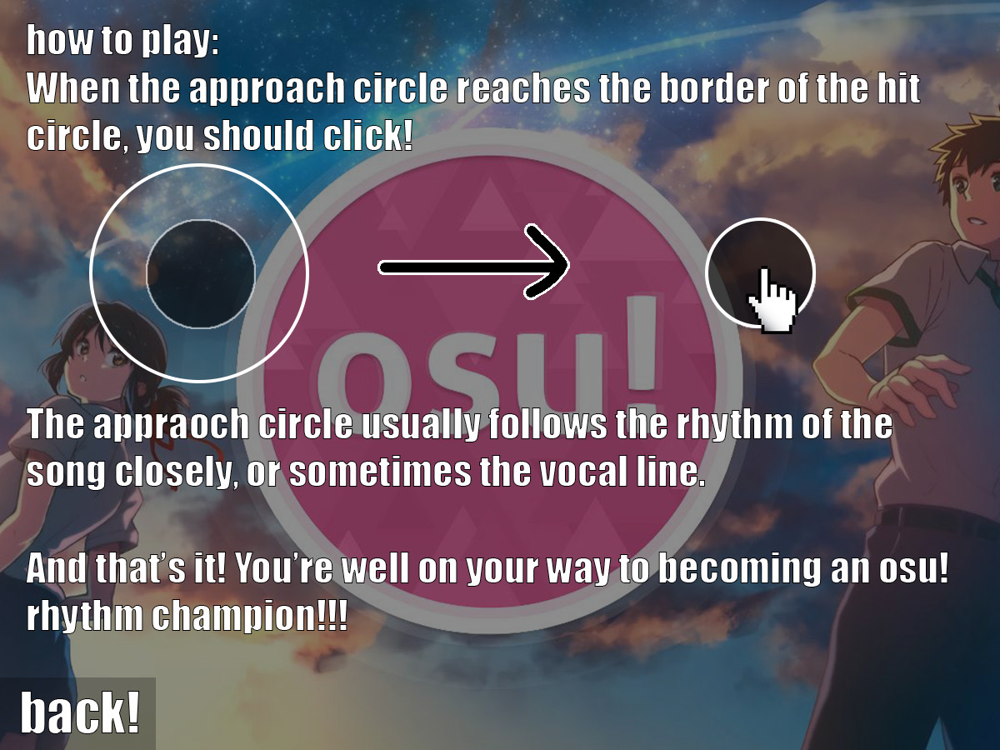 how to play:
When the approach circle reaches the border of the hit
circle, you should click!
osu!
The appraoch circle usually follows the rhythm of the
song closely, or sometimes the vocal line.
And that’s it! You’re well on your way to becoming an osu!
rhythm champion!!!
back!